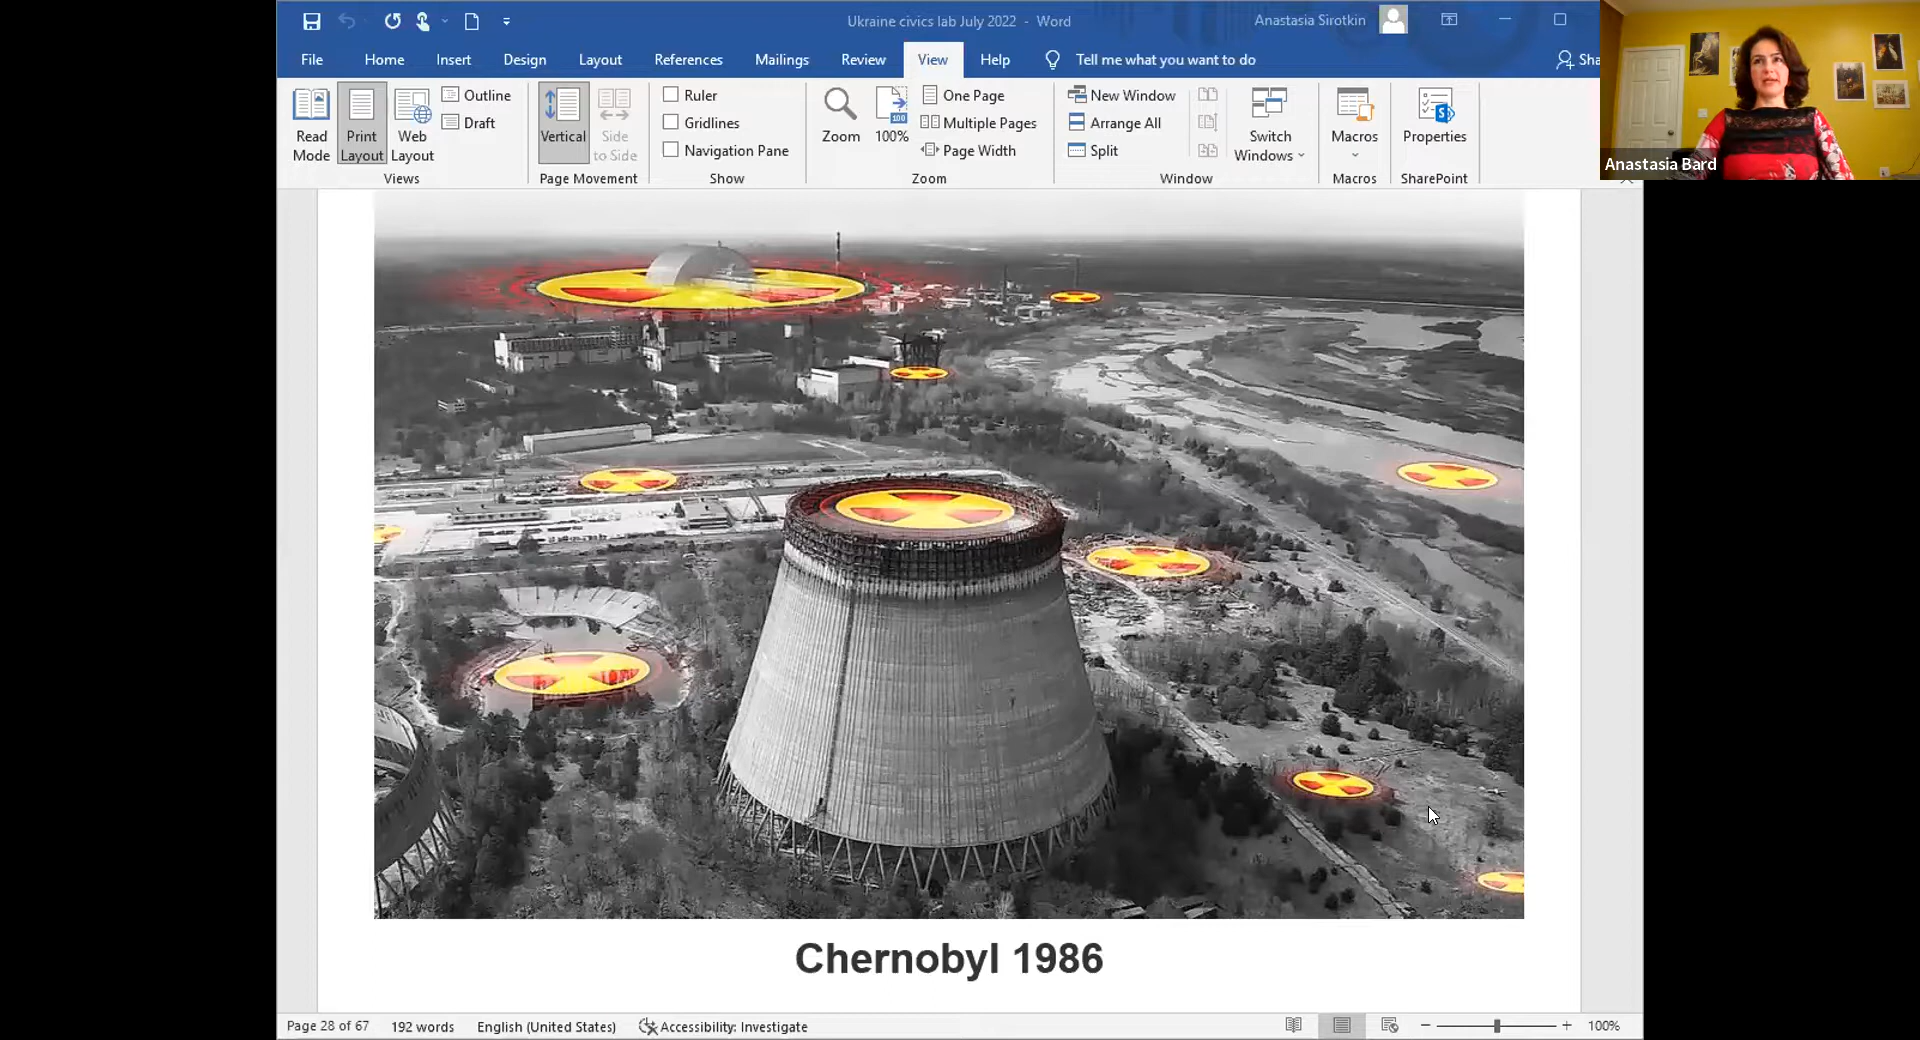 Ukraine civics lab July 2022 - Word
Anastasia Sirotkin
File Home Insert Design Layout References Mailings Review View Help Tell me what you want to do Sha
Read Mode
Print Layout
Web Layout
Outline
Draft
Views
Vertical
Side to Side
Page Movement
Ruler
Gridlines
Navigation Pane
Show
Zoom
100
100%
One Page
Multiple Pages
Page Width
Zoom
New Window
Arrange All
Split
Switch Windows
Window
Macros
Macros
S
Properties
SharePoint
Anastasia Bard
Chernobyl 1986
Page 28 of 67 192 words English (United States) Accessibility: Investigate 100%